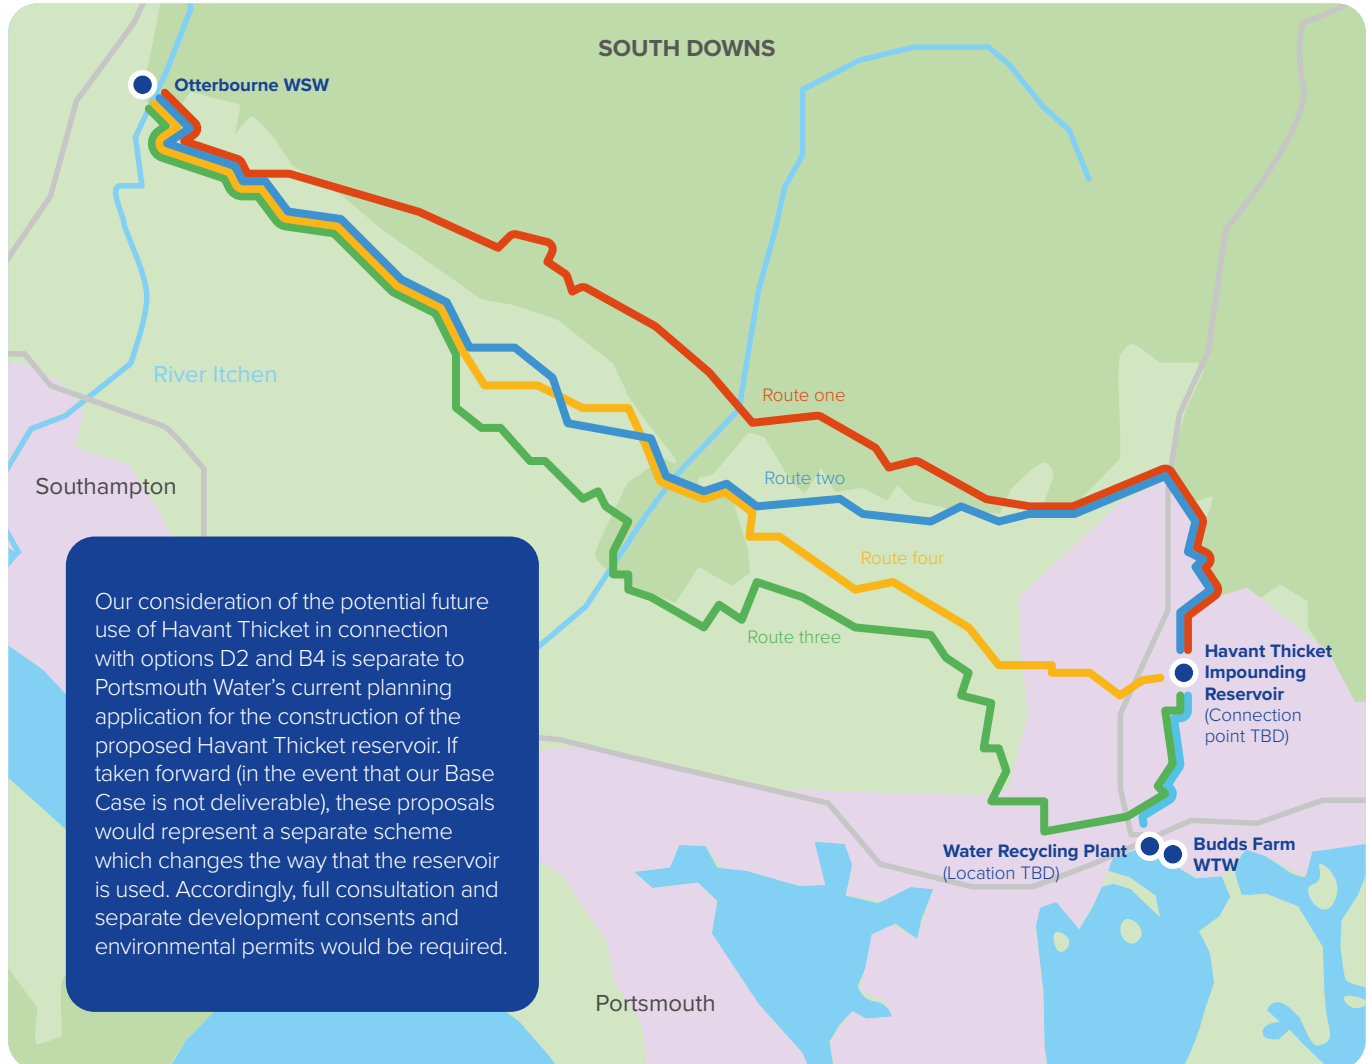 SOUTH DOWNS
Otterbourne WSW
River Itchen
Route one
Southampton
Route two
Route four
Our consideration of the potential future
use of Havant Thicket in connection
with options D2 and B4 is separate to
Portsmouth Water’s current planning
application for the construction of the
proposed Havant Thicket reservoir. If
taken forward (in the event that our Base
Case is not deliverable), these proposals
would represent a separate scheme
which changes the way that the reservoir
is used. Accordingly, full consultation and
separate development consents and
environmental permits would be required.
Route three
Havant Thicket
Impounding
Reservoir
(Connection
point TBD)
Water Recycling Plant
(Location TBD)
Budds Farm
WTW
Portsmouth